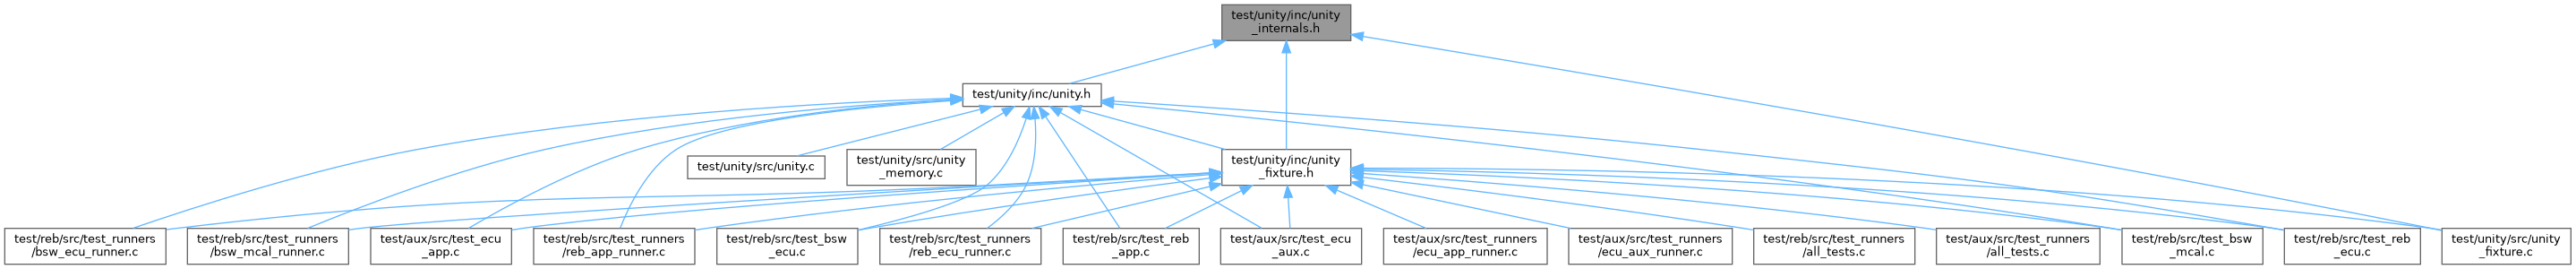 test/unity/inc/unity
_internals.h
test/unity/inc/unity.h
test/unity/src/unity.c
test/unity/src/unity
_memory.c
test/unity/inc/unity
_fixture.h
test/reb/src/test_runners
/bsw_ecu_runner.c
test/reb/src/test_runners
/bsw_mcal_runner.c
test/aux/src/test_ecu
_app.c
test/reb/src/test_runners
/reb_app_runner.c
test/reb/src/test_bsw
_ecu.c
test/reb/src/test_runners
/reb_ecu_runner.c
test/reb/src/test_reb
_app.c
test/aux/src/test_ecu
_aux.c
test/aux/src/test_runners
/ecu_app_runner.c
test/aux/src/test_runners
/ecu_aux_runner.c
test/reb/src/test_runners
/all_tests.c
test/aux/src/test_runners
/all_tests.c
test/reb/src/test_bsw
_mcal.c
test/reb/src/test_reb
_ecu.c
test/unity/src/unity
_fixture.c